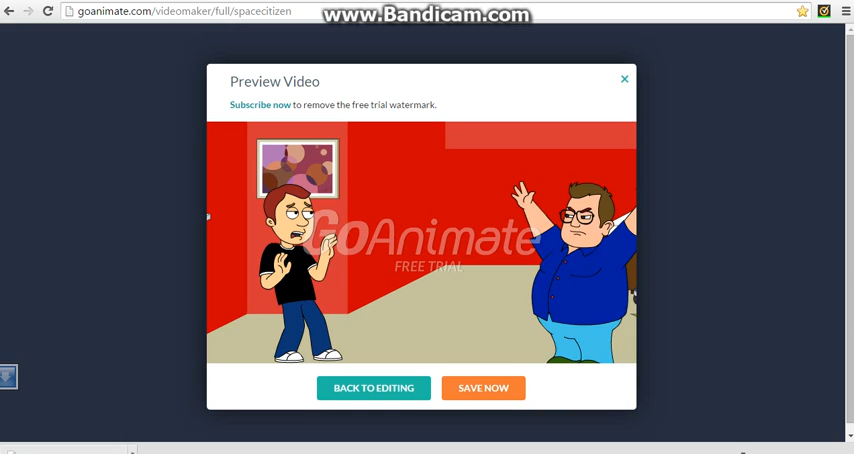 goanimate.com/videomaker/full/spacecitizen
www.Bandicam.com
Preview Video
Subscribe now to remove the free trial watermark.
GoAnimate
FREE TRIAL
BACK TO EDITING
SAVE NOW